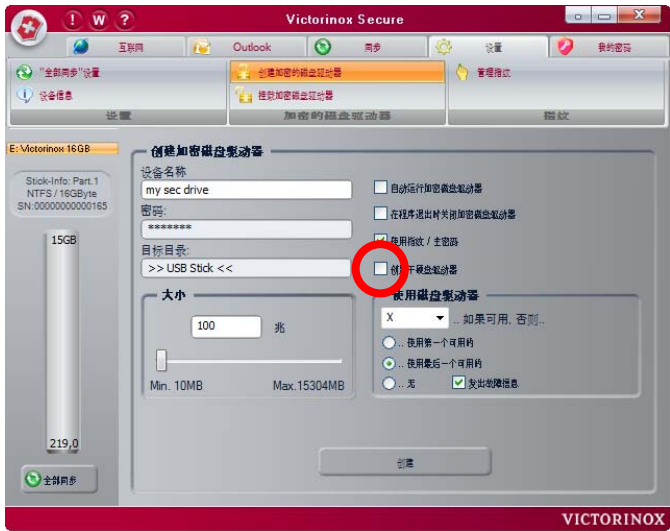 ! W ?
Victorinox Secure
互联网
Outlook
同步
设置
我的密码
"全部同步"设置
设备信息
设置
创建加密的磁盘驱动器
挂载加密磁盘驱动器
加密的磁盘驱动器
管理指纹
指纹
E: Victorinox 16GB
Stick-Info: Part.1
NTFS / 16GByte
SN:00000000000165
15GB
219,0
全部同步
创建加密磁盘驱动器
设备名称
my sec drive
密码:
*******
目标目录:
>> USB Stick <<
自动运行加密磁盘驱动器
在程序退出时关闭加密磁盘驱动器
使用指纹 / 主密码
创建于硬盘驱动器
大小
100 兆
Min. 10MB
Max.15304MB
使用磁盘驱动器
X .. 如果可用, 否则..
.. 使用第一个可用的
.. 使用最后一个可用的
.. 无
发出故障信息
创建
VICTORINOX